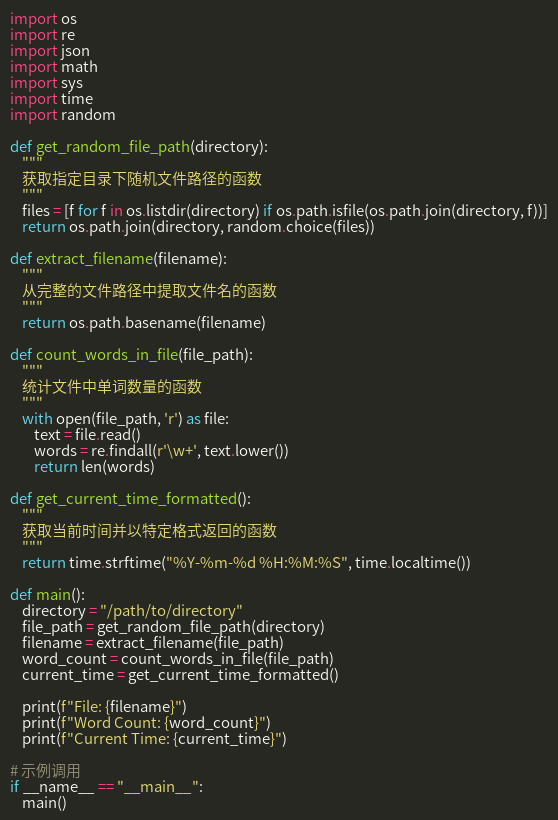 import os
import re
import json
import math
import sys
import time
import random

def get_random_file_path(directory):
    """
    获取指定目录下随机文件路径的函数
    """
    files = [f for f in os.listdir(directory) if os.path.isfile(os.path.join(directory, f))]
    return os.path.join(directory, random.choice(files))

def extract_filename(filename):
    """
    从完整的文件路径中提取文件名的函数
    """
    return os.path.basename(filename)

def count_words_in_file(file_path):
    """
    统计文件中单词数量的函数
    """
    with open(file_path, 'r') as file:
        text = file.read()
        words = re.findall(r'\w+', text.lower())
        return len(words)

def get_current_time_formatted():
    """
    获取当前时间并以特定格式返回的函数
    """
    return time.strftime("%Y-%m-%d %H:%M:%S", time.localtime())

def main():
    directory = "/path/to/directory"
    file_path = get_random_file_path(directory)
    filename = extract_filename(file_path)
    word_count = count_words_in_file(file_path)
    current_time = get_current_time_formatted()

    print(f"File: {filename}")
    print(f"Word Count: {word_count}")
    print(f"Current Time: {current_time}")

# 示例调用
if __name__ == "__main__":
    main()